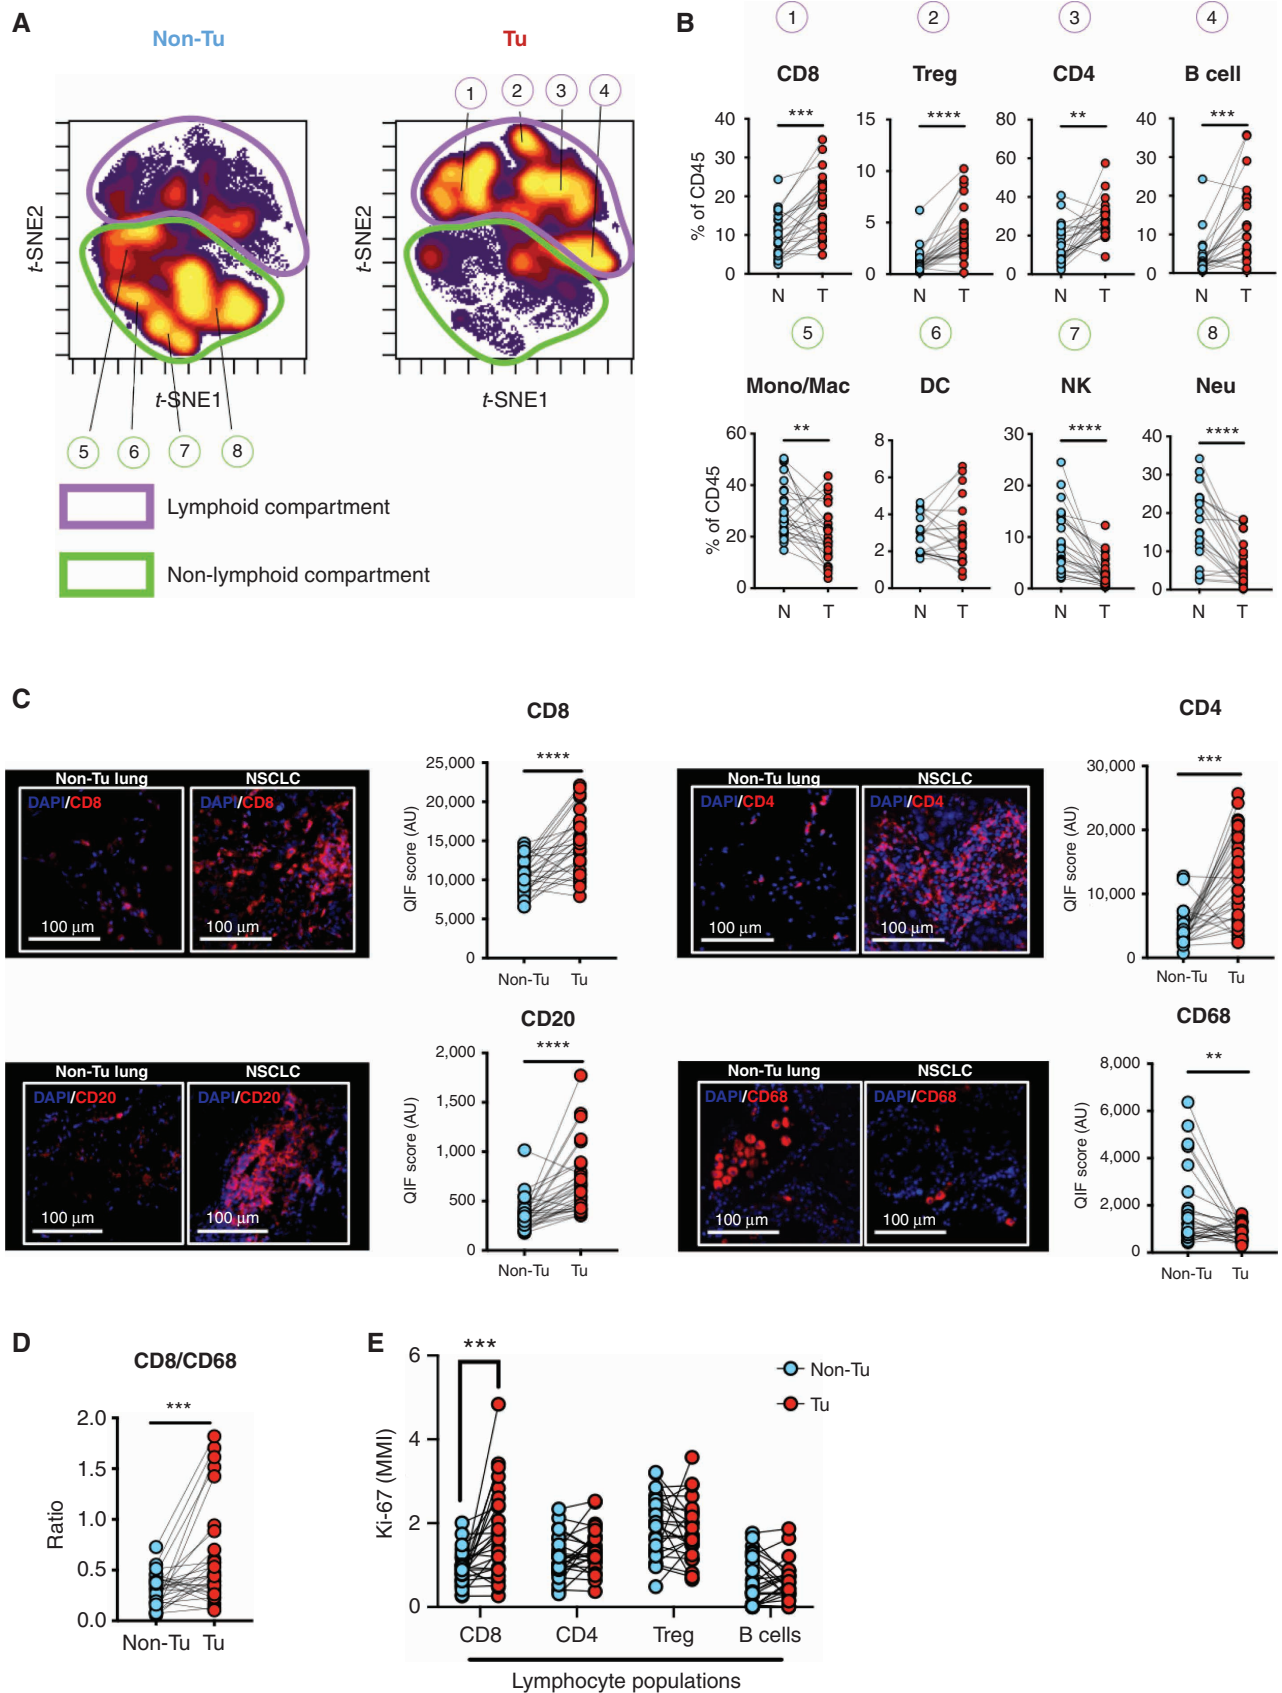 A
Non-Tu
Tu
1 2 3 4
t-SNE2
t-SNE2
t-SNE1
t-SNE1
5 6 7 8
Lymphoid compartment
Non-lymphoid compartment
B
1 2 3 4
CD8 Treg CD4 B cell
*** **** ** ***
% of CD45
40 30 20 10 0
15 10 5 0
80 60 40 20 0
40 30 20 10 0
N T N T N T N T
5 6 7 8
Mono/Mac DC NK Neu
** **** ****
% of CD45
60 40 20 0
8 6 4 2 0
30 20 10 0
40 30 20 10 0
N T N T N T N T
C
CD8
Non-Tu lung NSCLC
DAPI/CD8 DAPI/CD8
100 μm 100 μm
****
QIF score (AU)
25,000
20,000
15,000
10,000
5,000
0
Non-Tu Tu
CD4
Non-Tu lung NSCLC
DAPI/CD4 DAPI/CD4
100 μm 100 μm
***
QIF score (AU)
30,000
20,000
10,000
0
Non-Tu Tu
CD20
Non-Tu lung NSCLC
DAPI/CD20 DAPI/CD20
100 μm 100 μm
****
QIF score (AU)
2,000
1,500
1,000
500
0
Non-Tu Tu
CD68
Non-Tu lung NSCLC
DAPI/CD68 DAPI/CD68
100 μm 100 μm
**
QIF score (AU)
8,000
6,000
4,000
2,000
0
Non-Tu Tu
D
CD8/CD68
***
Ratio
2.0
1.5
1.0
0.5
0.0
Non-Tu Tu
E
***
Ki-67 (MMI)
6
4
2
0
Non-Tu
Tu
CD8 CD4 Treg B cells
Lymphocyte populations